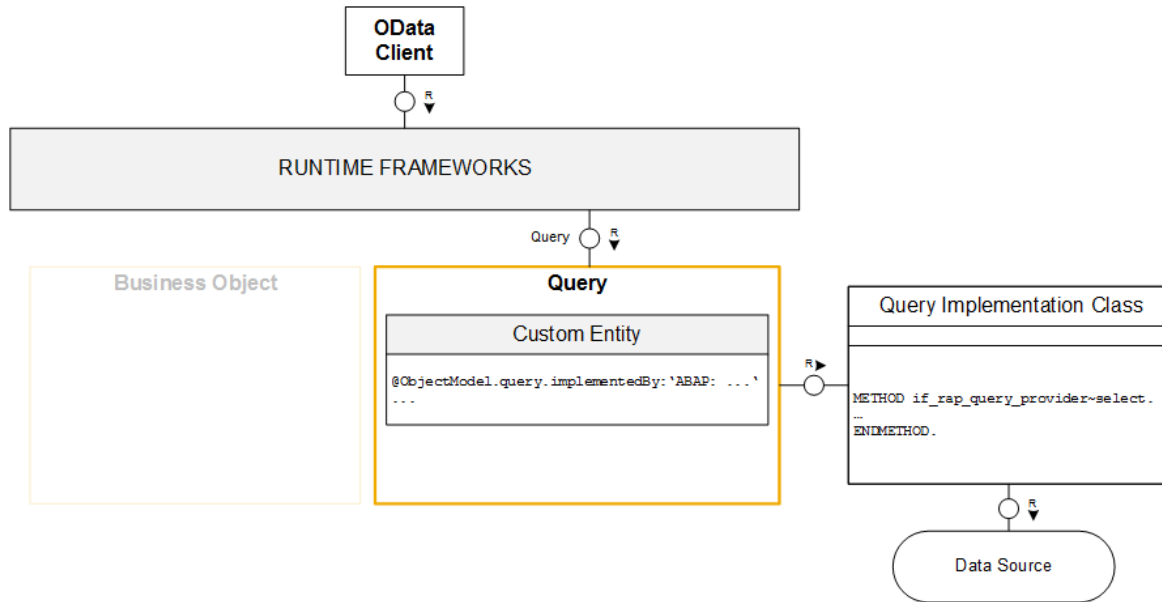 OData
Client
R
RUNTIME FRAMEWORKS
Query
R
Business Object
Query
Custom Entity
@ObjectModel.query.implementedBy:‘ABAP: ...‘
...
R
Query Implementation Class
METHOD if_rap_query_provider~select.
…
ENDMETHOD.
R
Data Source